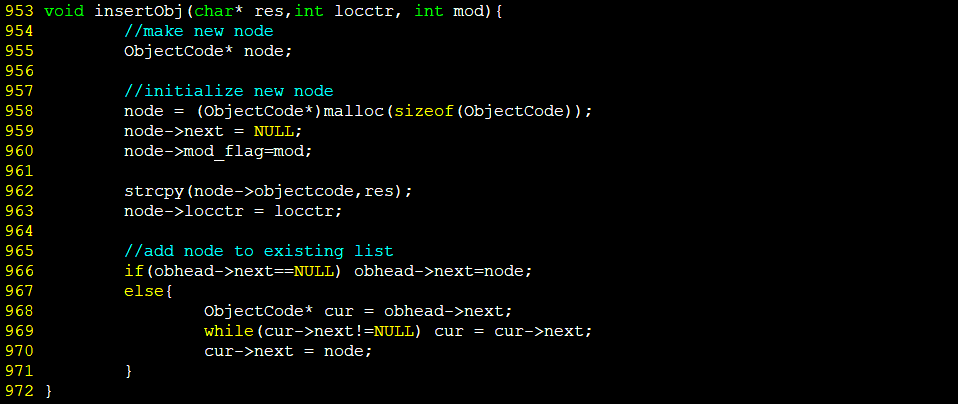 953 void insertObj(char* res,int locctr, int mod){
954         //make new node
955         ObjectCode* node;
956
957         //initialize new node
958         node = (ObjectCode*)malloc(sizeof(ObjectCode));
959         node->next = NULL;
960         node->mod_flag=mod;
961
962         strcpy(node->objectcode,res);
963         node->locctr = locctr;
964
965         //add node to existing list
966         if(obhead->next==NULL) obhead->next=node;
967         else{
968                 ObjectCode* cur = obhead->next;
969                 while(cur->next!=NULL) cur = cur->next;
970                 cur->next = node;
971         }
972 }